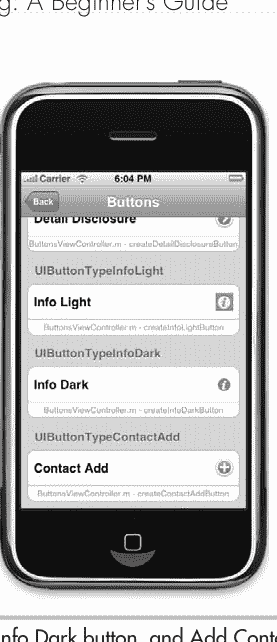 g: A Beginner's Guide
Carrier 6:04 PM
Back Buttons
Detail Disclosure
ButtonsViewController.m - createDetailDisclosureButton
UIButtonTypeInfoLight
Info Light
ButtonsViewController.m - createInfoLightButton
UIButtonTypeInfoDark
Info Dark
ButtonsViewController.m - createInfoDarkButton
UIButtonTypeContactAdd
Contact Add
ButtonsViewController.m - createContactAddButton
nfo Dark button, and Add Conta